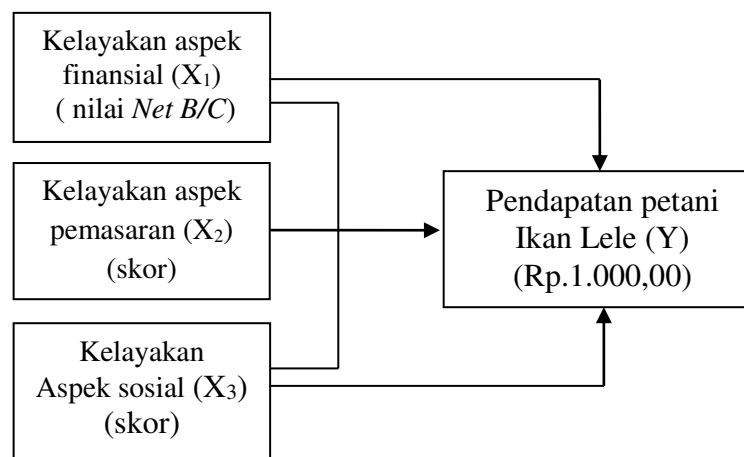 Kelayakan aspek
finansial (X₁)
( nilai Net B/C)
Kelayakan aspek
pemasaran (X₂)
(skor)
Kelayakan
Aspek sosial (X₃)
(skor)
Pendapatan petani
Ikan Lele (Y)
(Rp.1.000,00)